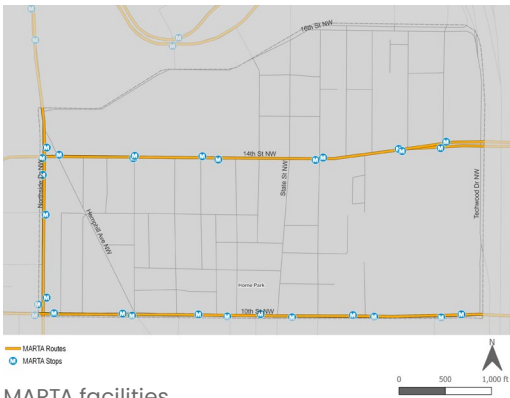 16th St NW
14th St NW
Northside Dr NW
State St NW
Techwood Dr NW
Hemphill Ave NW
Home Park
10th St NW
MARTA Routes
M MARTA Stops
N
0 500 1,000 ft
MARTA facilities